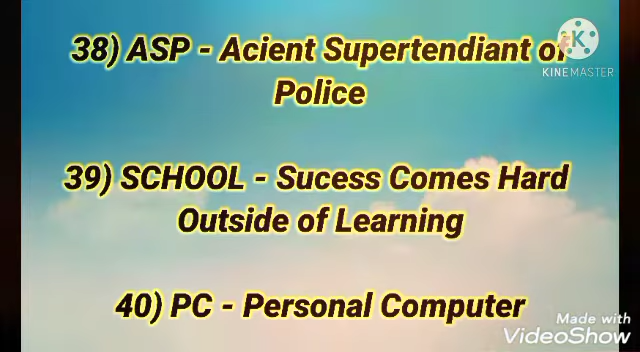 38) ASP - Acient Supertendiant of
Police
KINEMASTER
39) SCHOOL - Sucess Comes Hard
Outside of Learning
40) PC - Personal Computer
Made with
VideoShow